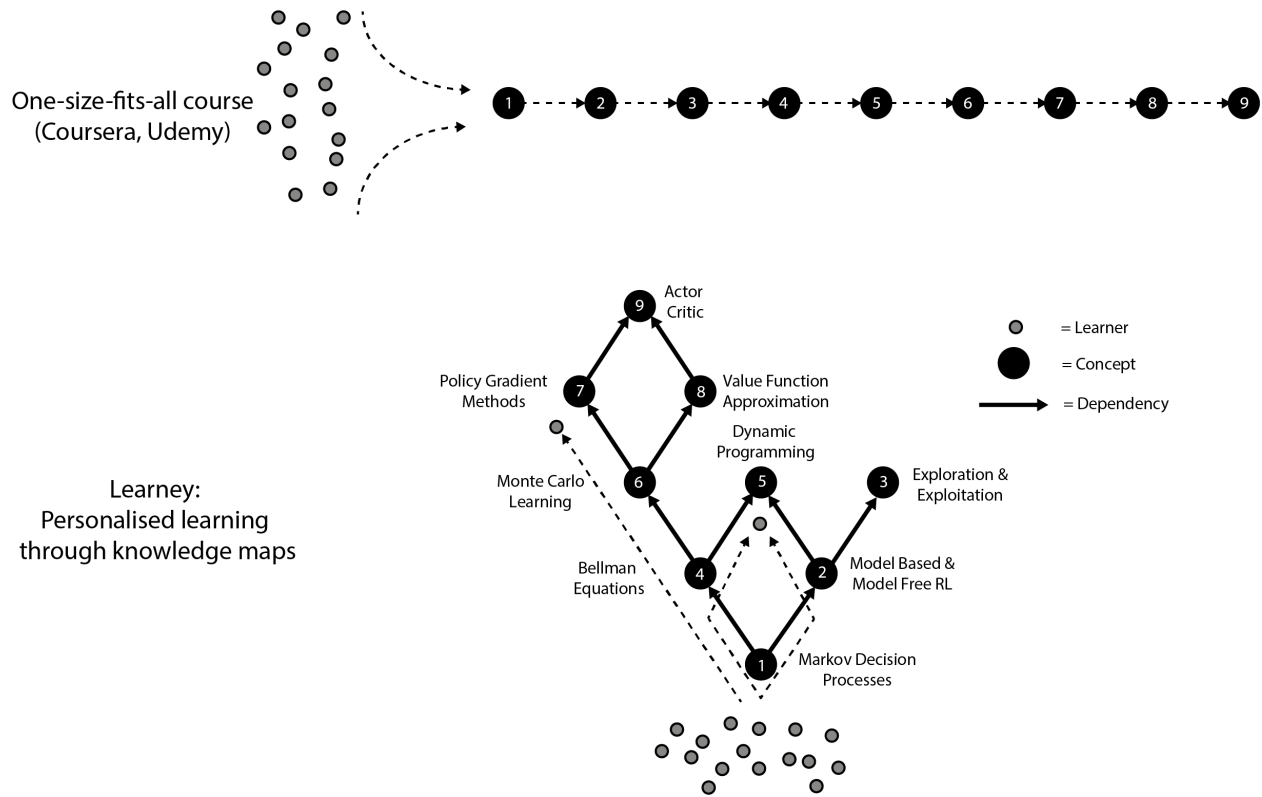 One-size-fits-all course
(Coursera, Udemy)
1
2
3
4
5
6
7
8
9
9
Actor
Critic
= Learner
= Concept
= Dependency
Policy Gradient
Methods
7
8
Value Function
Approximation
Dynamic
Programming
Monte Carlo
Learning
6
5
3
Exploration &
Exploitation
Learney:
Personalised learning
through knowledge maps
Bellman
Equations
4
2
Model Based &
Model Free RL
1
Markov Decision
Processes